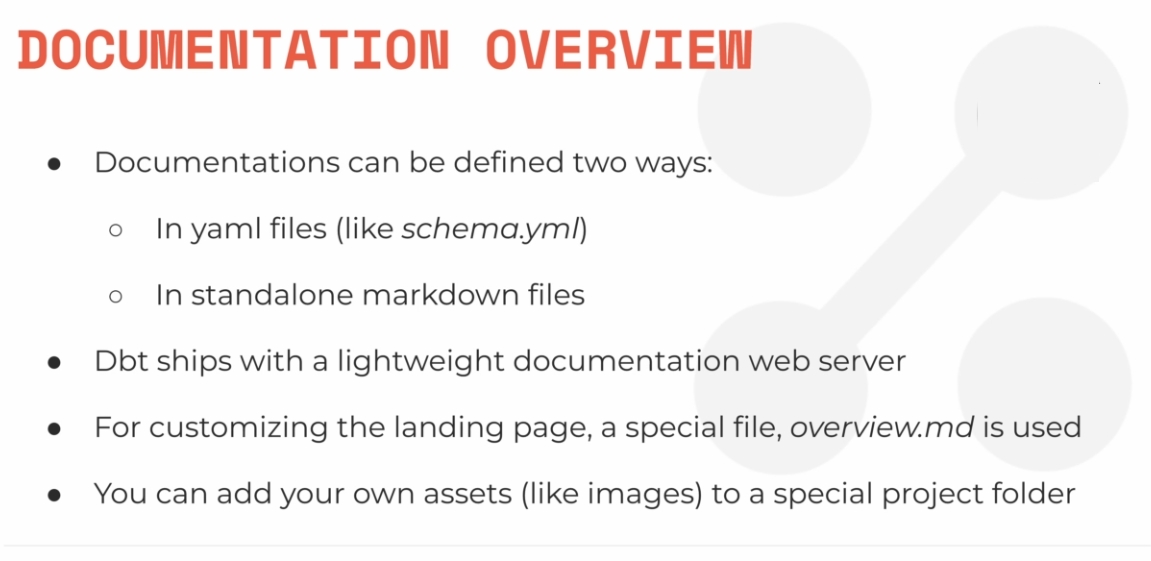 DOCUMENTATION OVERVIEW
● Documentations can be defined two ways:
○ In yaml files (like schema.yml)
○ In standalone markdown files
● Dbt ships with a lightweight documentation web server
● For customizing the landing page, a special file, overview.md is used
● You can add your own assets (like images) to a special project folder